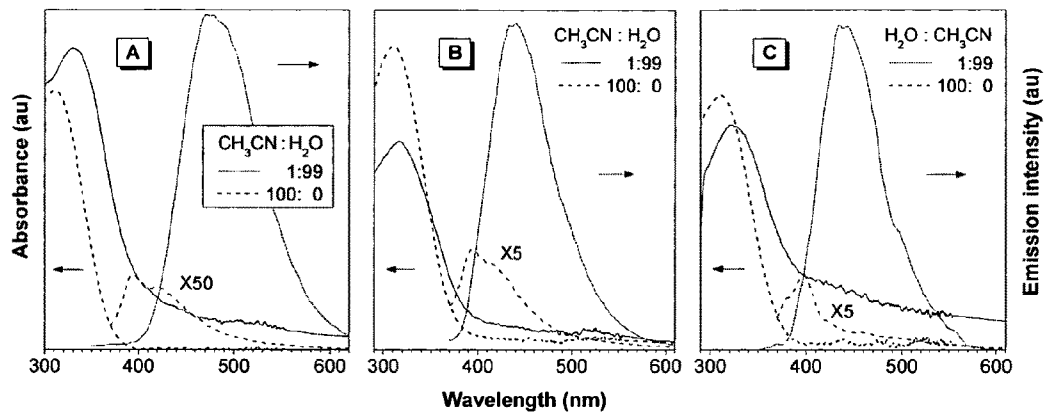 A
B
C
CH3CN : H2O
1:99
100: 0
X50
CH3CN : H2O
1:99
100: 0
X5
H2O : CH3CN
1:99
100: 0
X5
Absorbance (au)
Emission intensity (au)
300 400 500 600
300 400 500 600
300 400 500 600
Wavelength (nm)